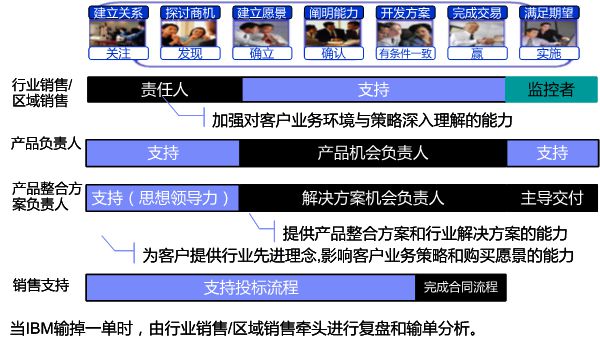 建立关系 探讨商机 建立愿景 阐明能力 开发方案 完成交易 满足期望
关注 发现 确立 确认 有条件一致 赢 实施
行业销售/
区域销售
责任人 支持 监控者
加强对客户业务环境与策略深入理解的能力
产品负责人
支持 产品机会负责人 支持
产品整合方
案负责人
支持（思想领导力） 解决方案机会负责人 主导交付
提供产品整合方案和行业解决方案的能力
为客户提供行业先进理念,影响客户业务策略和购买愿景的能力
销售支持
支持投标流程 完成合同流程
当IBM输掉一单时，由行业销售/区域销售牵头进行复盘和输单分析。